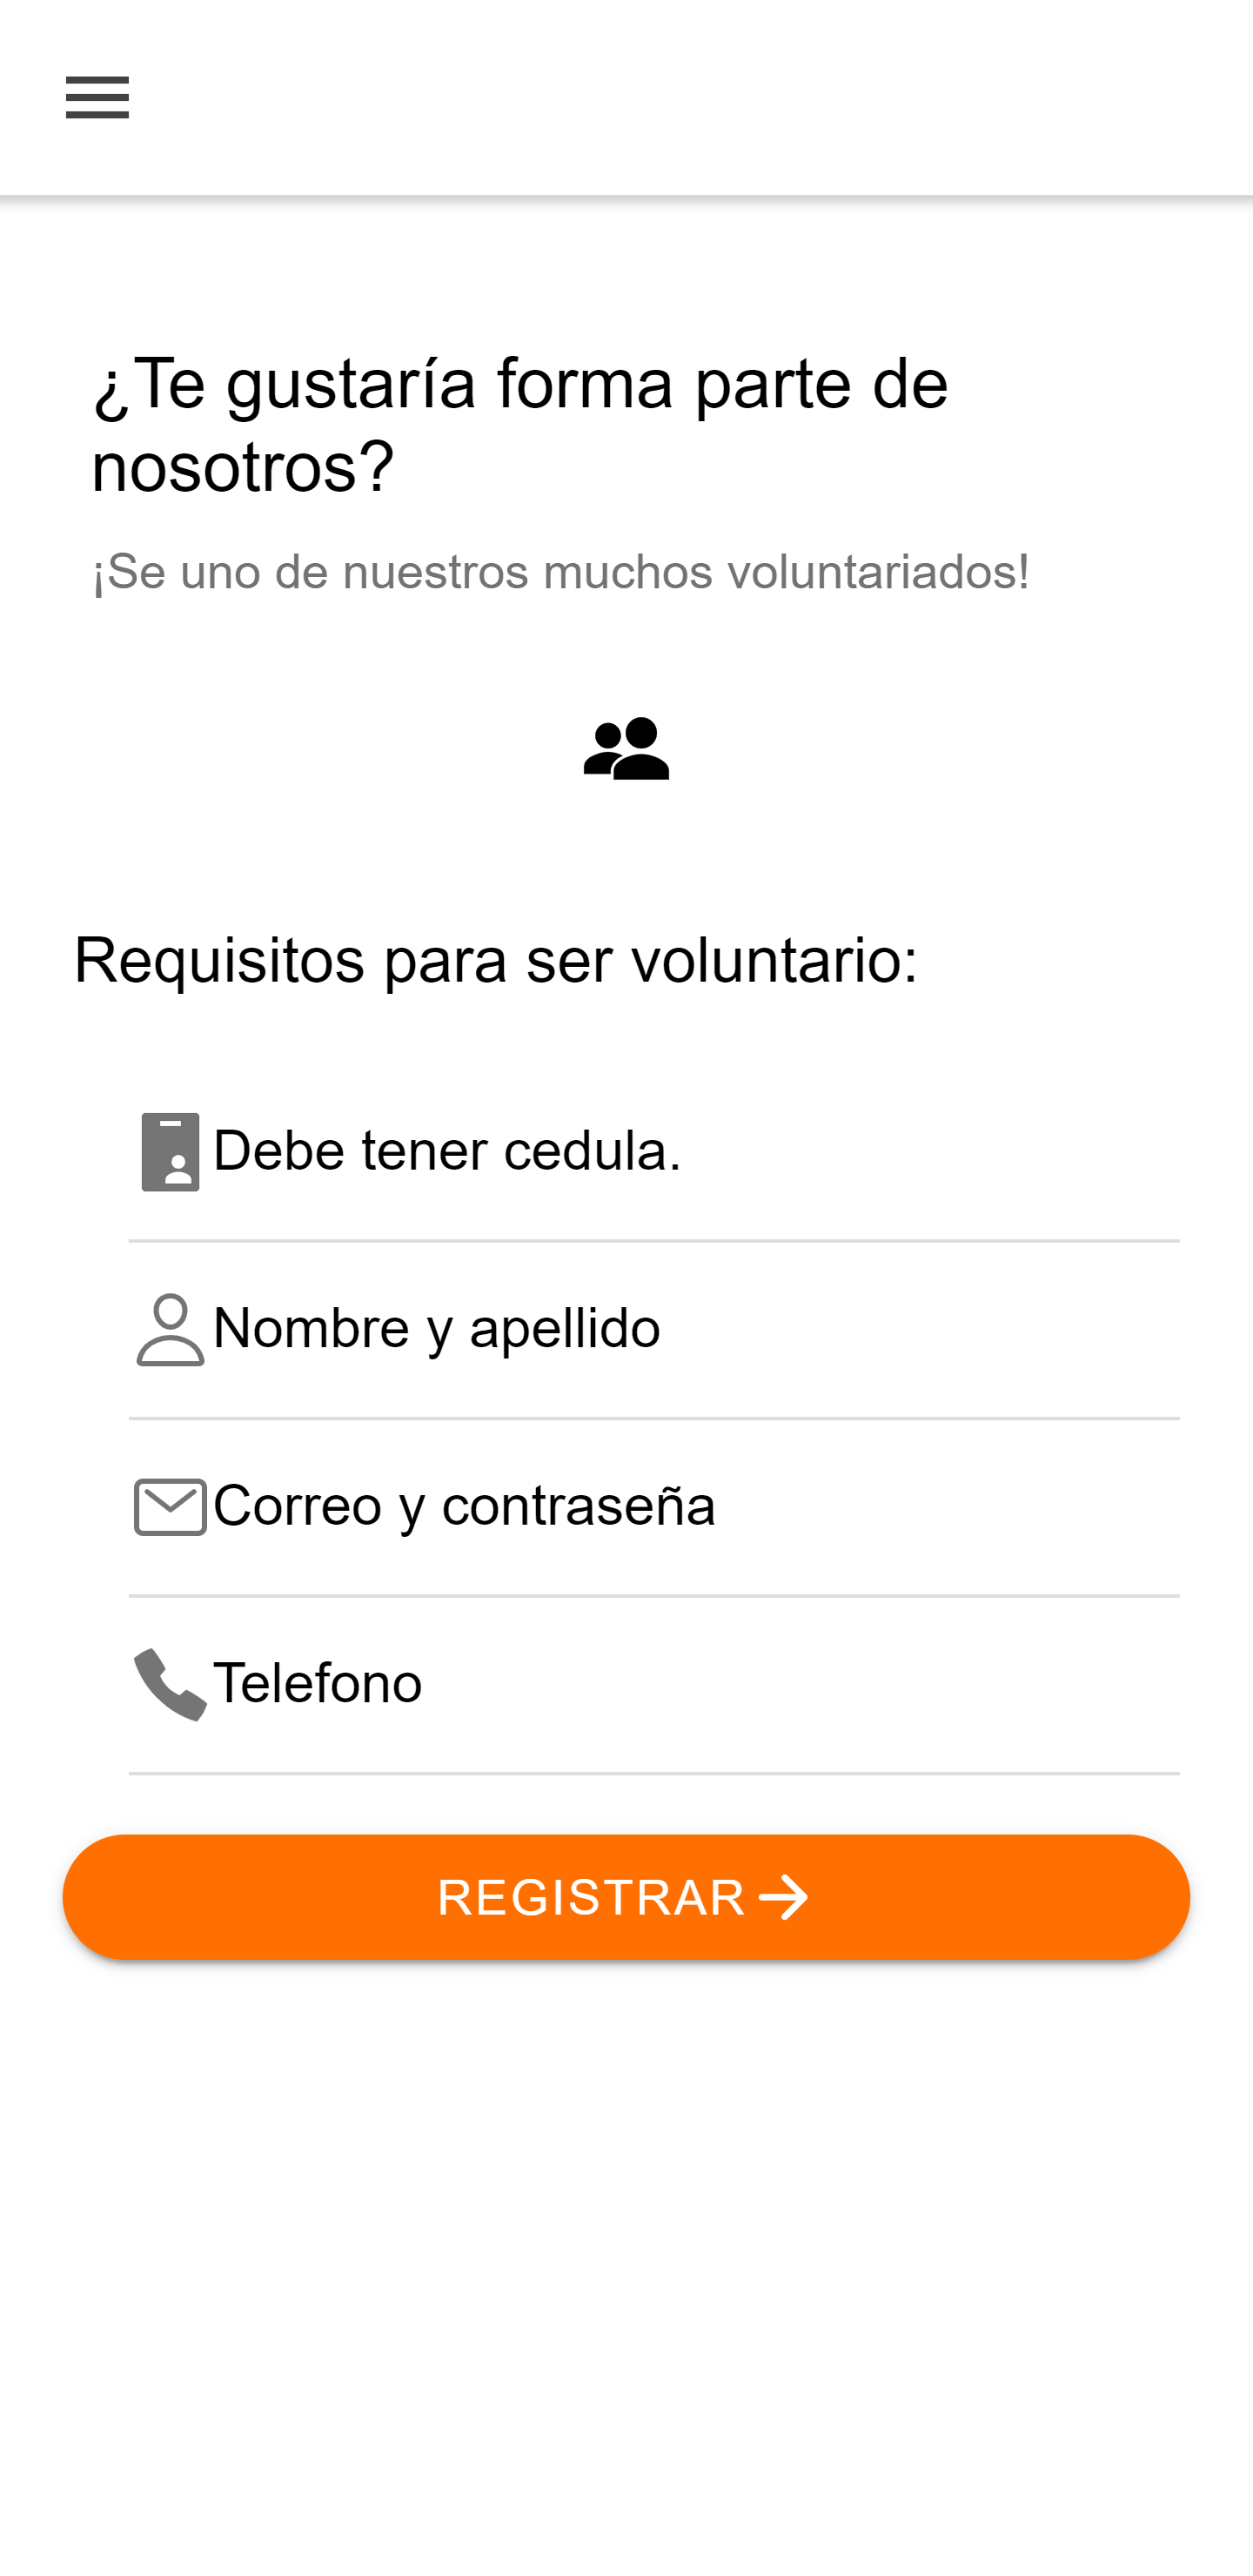 ¿Te gustaría forma parte de
nosotros?
¡Se uno de nuestros muchos voluntariados!
Requisitos para ser voluntario:
Debe tener cedula.
Nombre y apellido
Correo y contraseña
Telefono
REGISTRAR